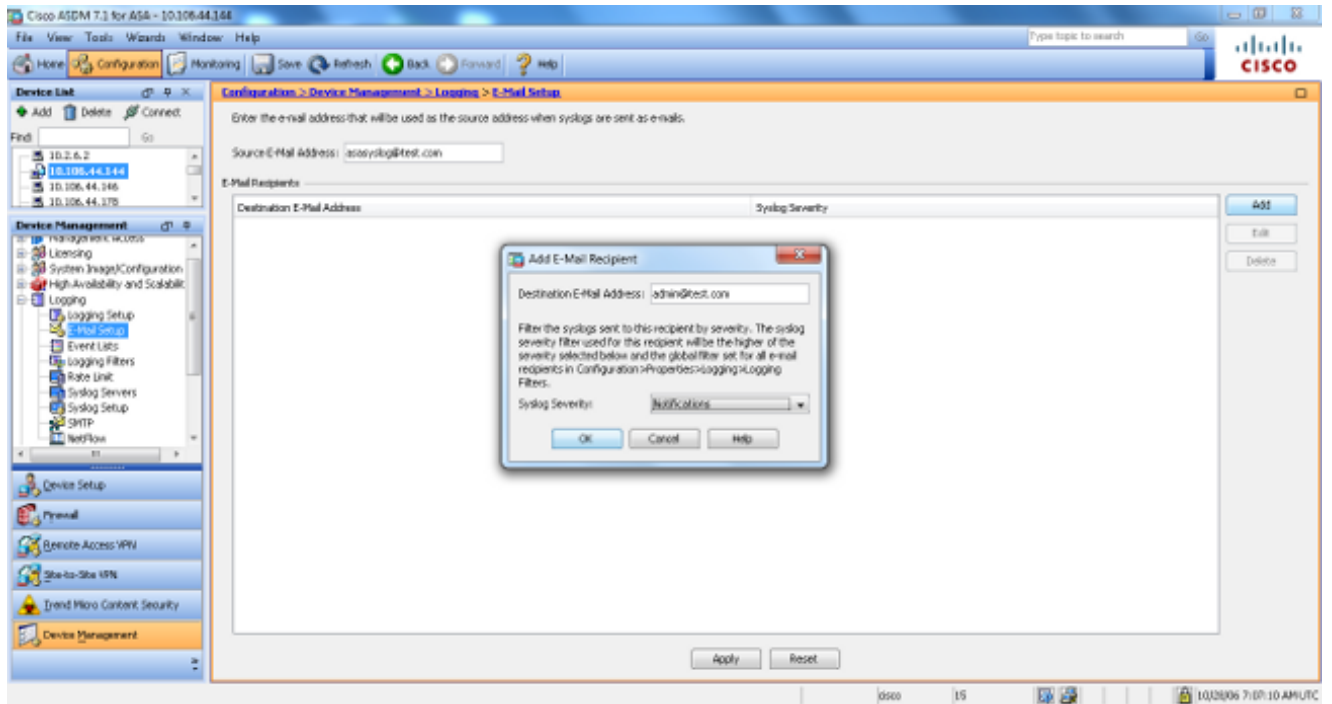 Cisco ASDM 7.1 for ASA - 10.106.44.144
File View Tools Wizards Window Help
Type topic to search Go
Home Configuration Monitoring Save Refresh Back Forward Help
CISCO
Device List
Add Delete Connect
Find: Go
10.2.6.2
10.106.44.144
10.106.44.146
10.106.44.178
Device Management
Management Access
Licensing
System Image/Configuration
High Availability and Scalabilit
Logging
Logging Setup
E-Mail Setup
Event Lists
Logging Filters
Rate Limit
Syslog Servers
Syslog Setup
SMTP
NetFlow
Device Setup
Firewall
Remote Access VPN
Site-to-Site VPN
Trend Micro Content Security
Device Management
Configuration > Device Management > Logging > E-Mail Setup
Enter the e-mail address that will be used as the source address when syslogs are sent as e-mails.
Source E-Mail Address: asasyslog@test.com
E-Mail Recipients
Destination E-Mail Address Syslog Severity
Add
Edit
Delete
Add E-Mail Recipient
Destination E-Mail Address: admin@test.com
Filter the syslogs sent to this recipient by severity. The syslog
severity filter used for this recipient will be the higher of the
severity selected below and the global filter set for all e-mail
recipients in Configuration>Properties>Logging>Logging
Filters.
Syslog Severity: Notifications
OK Cancel Help
Apply Reset
cisco 15 10/28/06 7:07:10 AM UTC